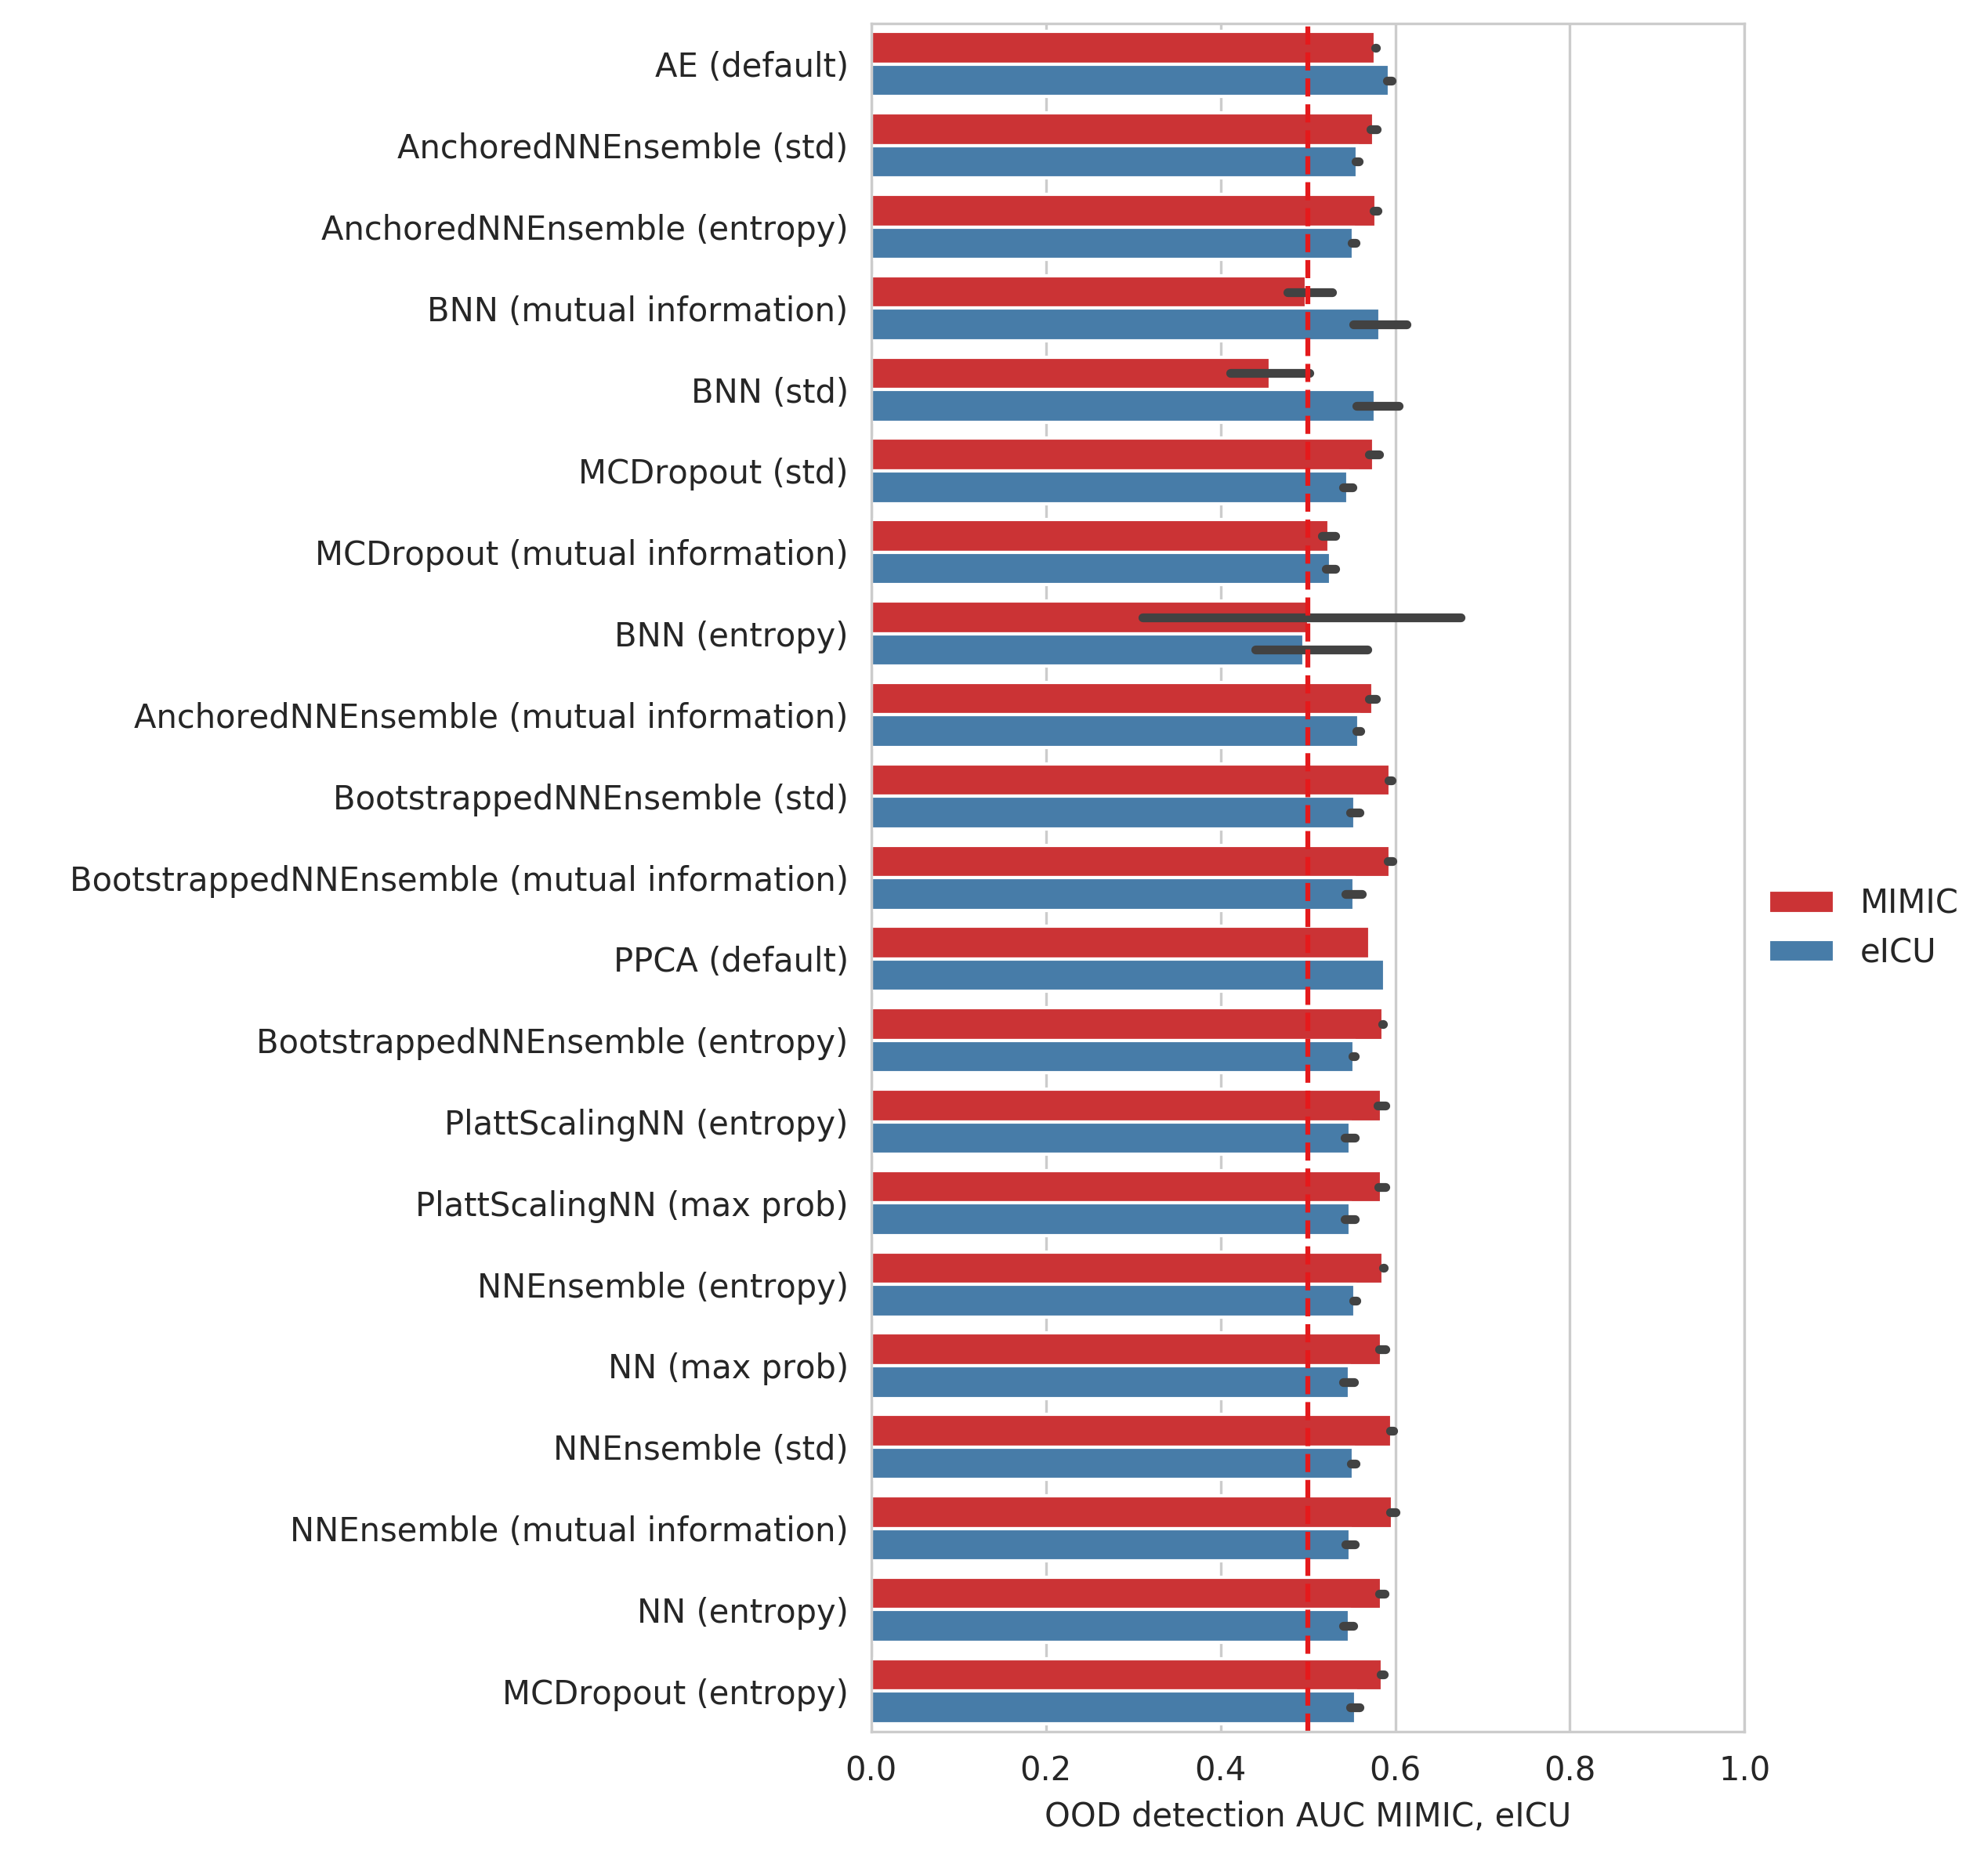 AE (default)
AnchoredNNEnsemble (std)
AnchoredNNEnsemble (entropy)
BNN (mutual information)
BNN (std)
MCDropout (std)
MCDropout (mutual information)
BNN (entropy)
AnchoredNNEnsemble (mutual information)
BootstrappedNNEnsemble (std)
BootstrappedNNEnsemble (mutual information)
PPCA (default)
BootstrappedNNEnsemble (entropy)
PlattScalingNN (entropy)
PlattScalingNN (max prob)
NNEnsemble (entropy)
NN (max prob)
NNEnsemble (std)
NNEnsemble (mutual information)
NN (entropy)
MCDropout (entropy)
0.0 0.2 0.4 0.6 0.8 1.0
OOD detection AUC MIMIC, eICU
MIMIC
eICU